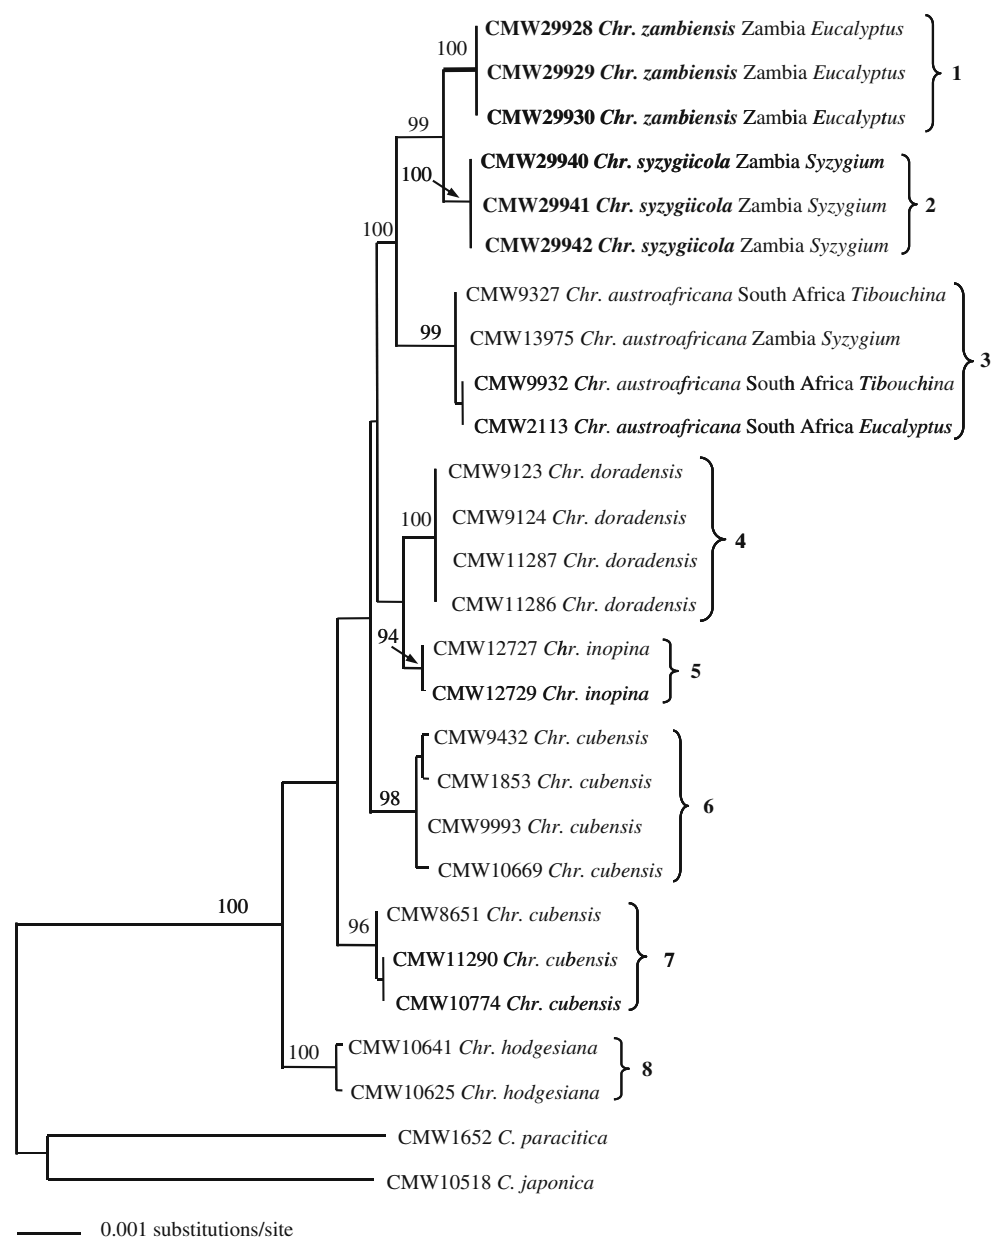 CMW29928 Chr. zambiensis Zambia Eucalyptus
100
CMW29929 Chr. zambiensis Zambia Eucalyptus
1
CMW29930 Chr. zambiensis Zambia Eucalyptus
99
CMW29940 Chr. syzygiicola Zambia Syzygium
100
CMW29941 Chr. syzygiicola Zambia Syzygium
2
CMW29942 Chr. syzygiicola Zambia Syzygium
100
CMW9327 Chr. austroafricana South Africa Tibouchina
99
CMW13975 Chr. austroafricana Zambia Syzygium
3
CMW9932 Chr. austroafricana South Africa Tibouchina
CMW2113 Chr. austroafricana South Africa Eucalyptus
CMW9123 Chr. doradensis
100
CMW9124 Chr. doradensis
4
CMW11287 Chr. doradensis
CMW11286 Chr. doradensis
94
CMW12727 Chr. inopina
5
CMW12729 Chr. inopina
CMW9432 Chr. cubensis
CMW1853 Chr. cubensis
98
6
CMW9993 Chr. cubensis
CMW10669 Chr. cubensis
100
CMW8651 Chr. cubensis
96
CMW11290 Chr. cubensis
7
CMW10774 Chr. cubensis
100
CMW10641 Chr. hodgesiana
8
CMW10625 Chr. hodgesiana
CMW1652 C. paracitica
CMW10518 C. japonica
0.001 substitutions/site